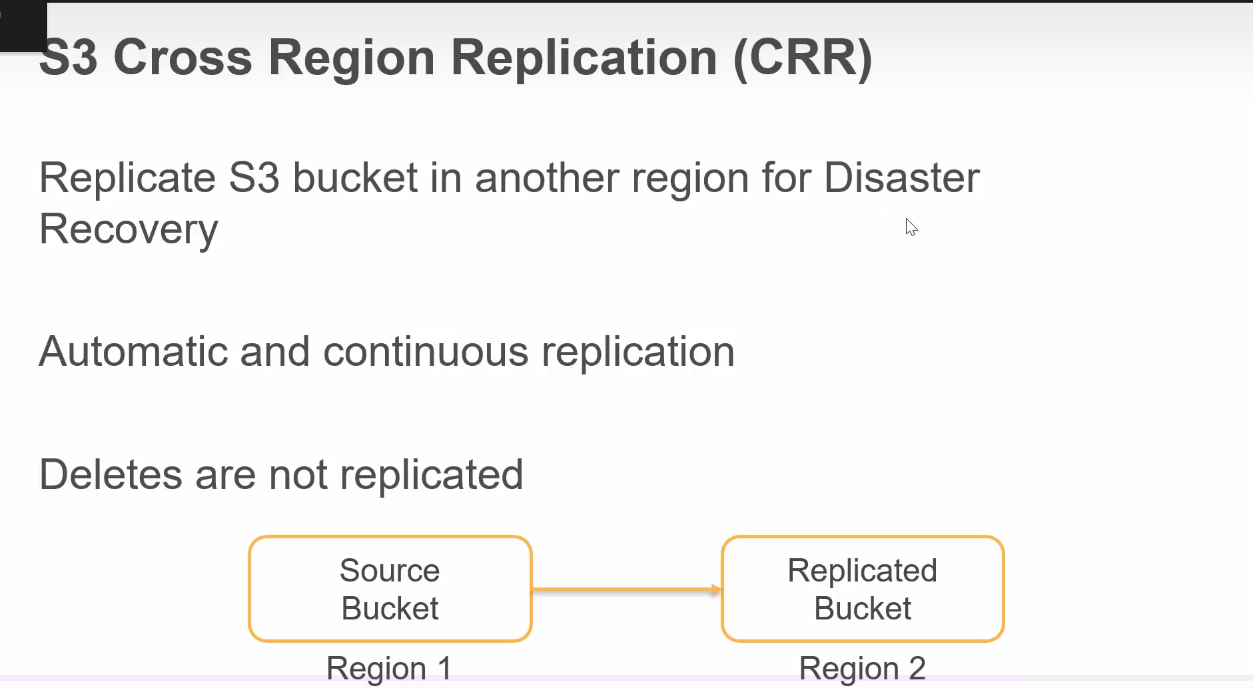 S3 Cross Region Replication (CRR)
Replicate S3 bucket in another region for Disaster
Recovery
Automatic and continuous replication
Deletes are not replicated
Source
Bucket
Replicated
Bucket
Region 1
Region 2